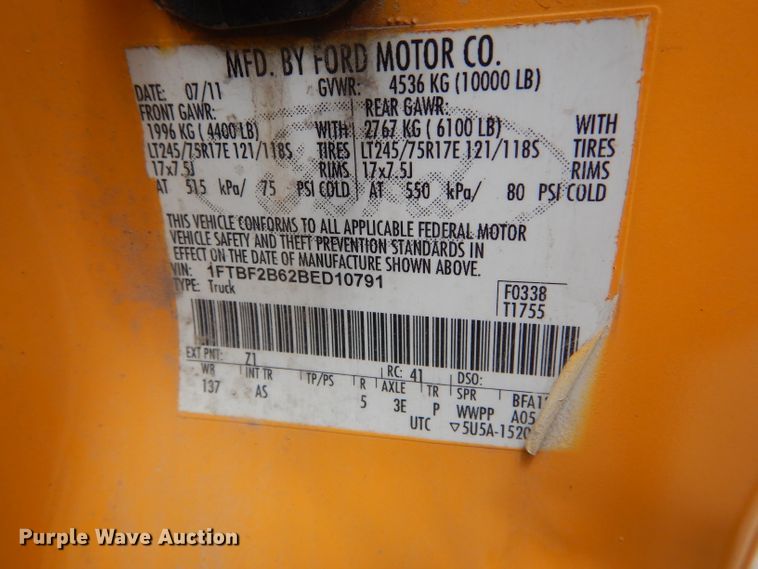 MFD. BY FORD MOTOR CO.
DATE: 07/11 GVWR: 4536 KG (10000 LB)
FRONT GAWR: REAR GAWR:
1996 KG ( 4400 LB) WITH 2767 KG ( 6100 LB) WITH
LT245/75R17E 121/118S TIRES LT245/75R17E 121/118S TIRES
17x7.5J RIMS 17x7.5J RIMS
AT 515 kPa/ 75 PSI COLD AT 550 kPa/ 80 PSI COLD
THIS VEHICLE CONFORMS TO ALL APPLICABLE FEDERAL MOTOR
VEHICLE SAFETY AND THEFT PREVENTION STANDARDS IN
EFFECT ON THE DATE OF MANUFACTURE SHOWN ABOVE.
VIN: 1FTBF2B62BED10791
TYPE: Truck
F0338
T1755
EXT PNT: Z1 RC: 41 DSO:
WB INT TR TP/PS R AXLE TR SPR BFA1
137 AS 5 3E P WWPP A05
UTC ▽5U5A-1520
Purple Wave Auction